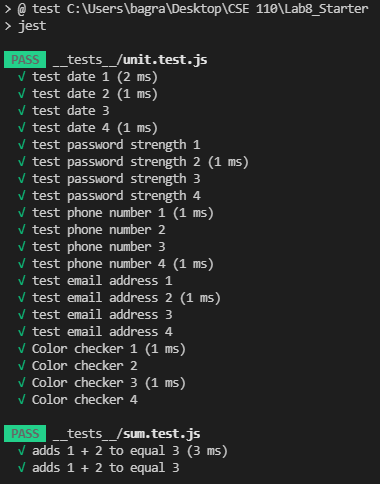 > @ test C:\Users\bagra\Desktop\CSE 110\Lab8_Starter
> jest
PASS __tests__/unit.test.js
√ test date 1 (2 ms)
√ test date 2 (1 ms)
√ test date 3
√ test date 4 (1 ms)
√ test password strength 1
√ test password strength 2 (1 ms)
√ test password strength 3
√ test password strength 4
√ test phone number 1 (1 ms)
√ test phone number 2
√ test phone number 3
√ test phone number 4 (1 ms)
√ test email address 1
√ test email address 2 (1 ms)
√ test email address 3
√ test email address 4
√ Color checker 1 (1 ms)
√ Color checker 2
√ Color checker 3 (1 ms)
√ Color checker 4
PASS __tests__/sum.test.js
√ adds 1 + 2 to equal 3 (3 ms)
√ adds 1 + 2 to equal 3